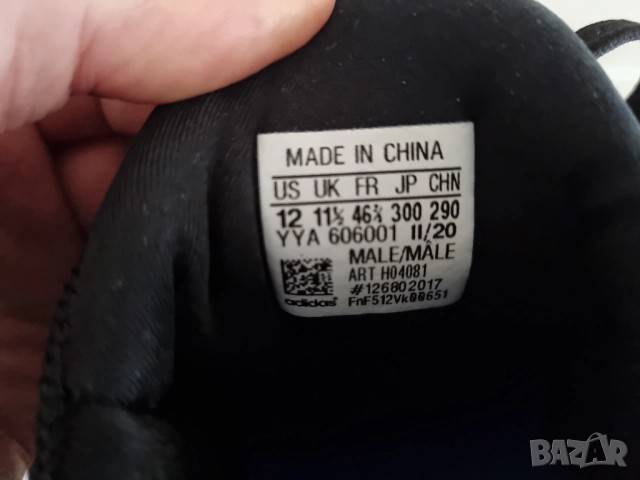 MADE IN CHINA
US UK FR JP CHN
12 11½ 46⅔ 300 290
YYA 606001 11/20
MALE/MÂLE
ART H04081
#126802017
adidas FnF512Vk00651
BAZAR